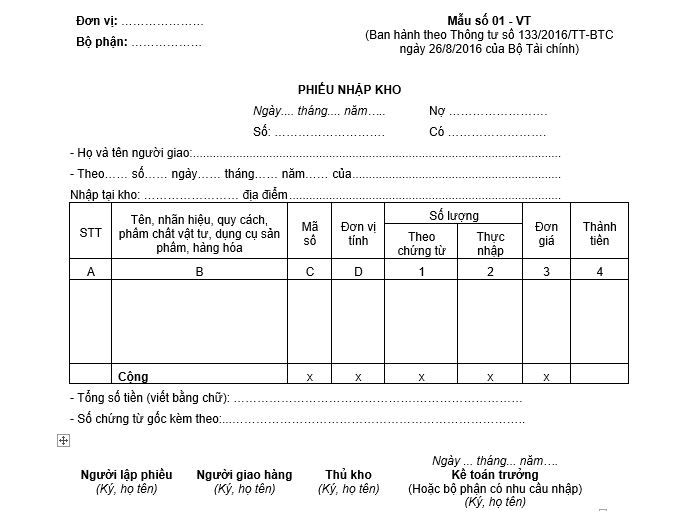 Đơn vị: …………………
Bộ phận: ………………
Mẫu số 01 - VT
(Ban hành theo Thông tư số 133/2016/TT-BTC
ngày 26/8/2016 của Bộ Tài chính)
PHIẾU NHẬP KHO
Ngày.... tháng.... năm…..
Nợ …………………….
Số: ……………………….
Có …………………….
- Họ và tên người giao:..............................................................................................................
- Theo…… số…… ngày…… tháng…… năm…… của..............................................................
Nhập tại kho: …………………… địa điểm.................................................................................
STT
Tên, nhãn hiệu, quy cách,
phẩm chất vật tư, dụng cụ sản
phẩm, hàng hóa
Mã
số
Đơn vị
tính
Số lượng
Theo
chứng từ
Thực
nhập
Đơn
giá
Thành
tiền
A B C D 1 2 3 4
Cộng x x x x x
- Tổng số tiền (viết bằng chữ): ………………………………………………………………
- Số chứng từ gốc kèm theo:...……………………………………………………………….
Ngày ... tháng... năm….
Người lập phiếu
(Ký, họ tên)
Người giao hàng
(Ký, họ tên)
Thủ kho
(Ký, họ tên)
Kế toán trưởng
(Hoặc bộ phận có nhu cầu nhập)
(Ký, họ tên)